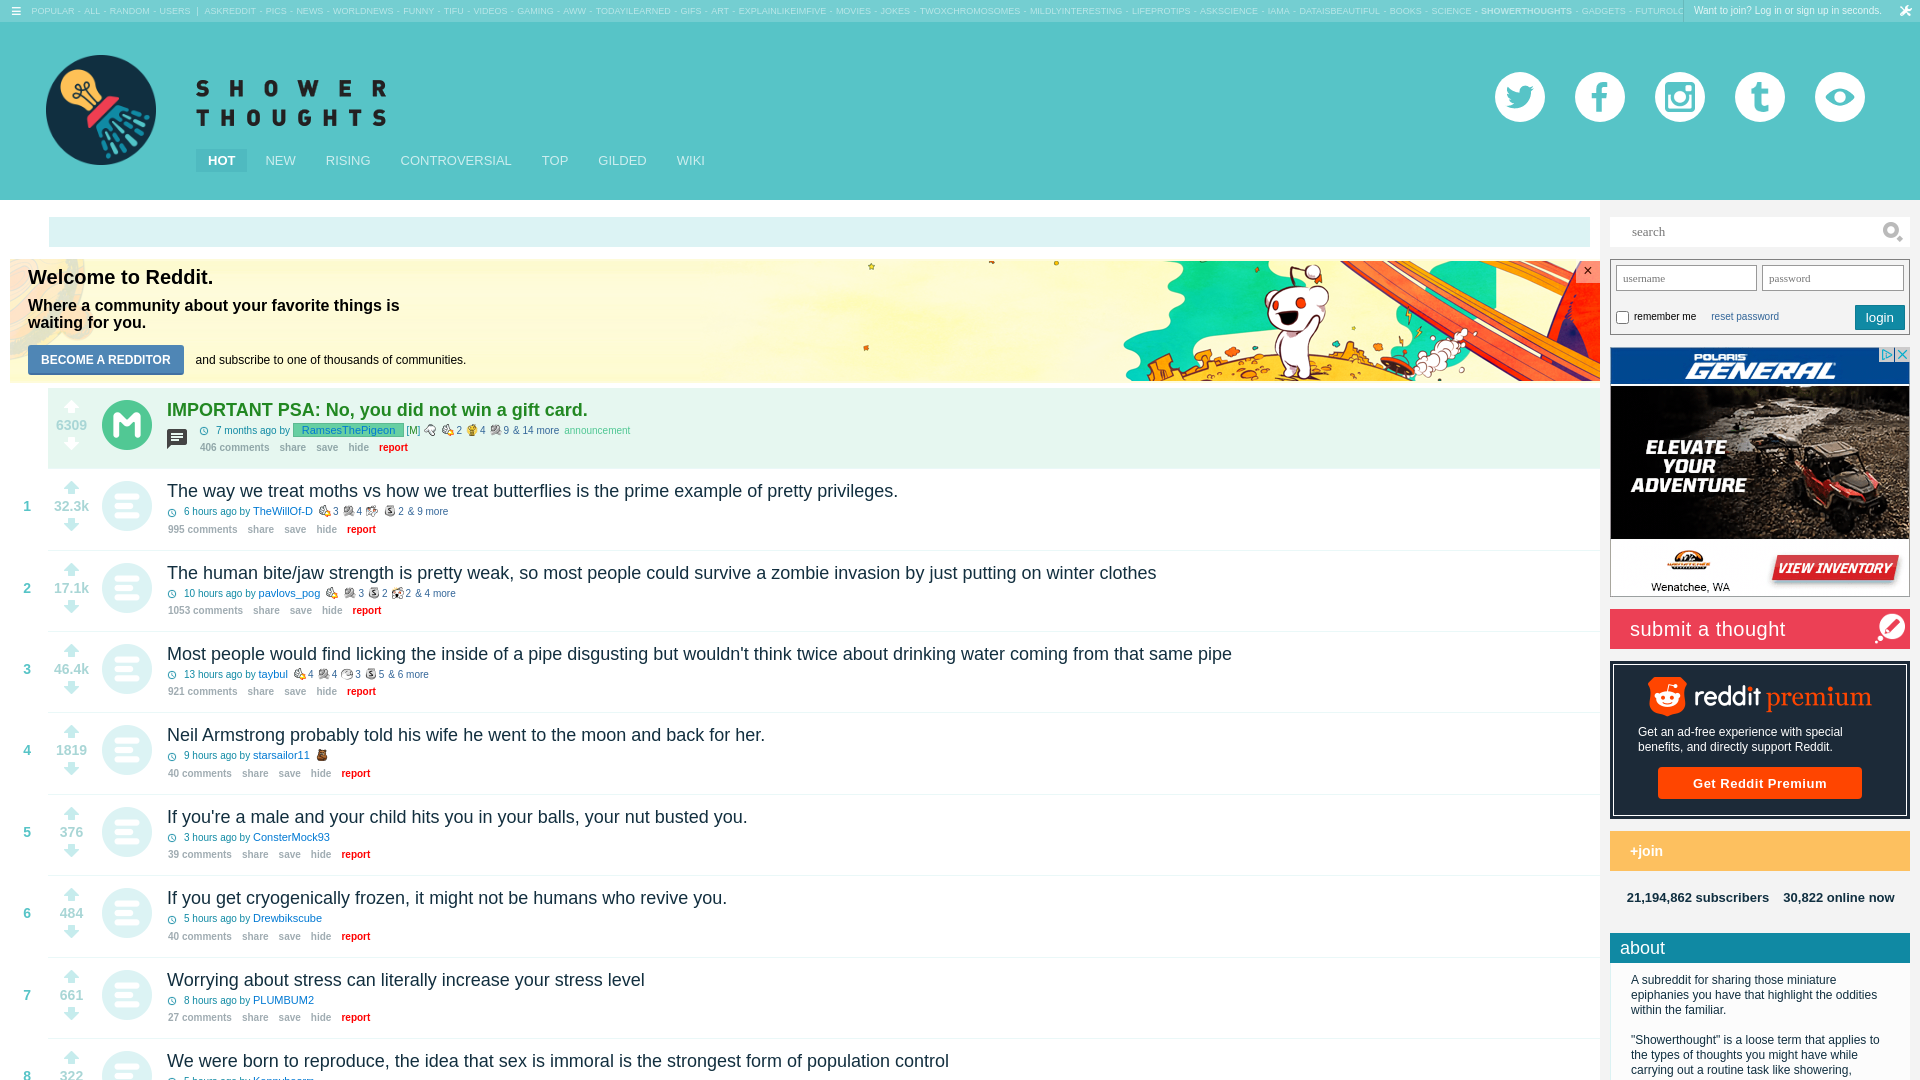 POPULAR - ALL - RANDOM - USERS | ASKREDDIT - PICS - NEWS - WORLDNEWS - FUNNY - TIFU - VIDEOS - GAMING - AWW - TODAYILEARNED - GIFS - ART - EXPLAINLIKEIMFIVE - MOVIES - JOKES - TWOXCHROMOSOMES - MILDLYINTERESTING - LIFEPROTIPS - ASKSCIENCE - IAMA - DATAISBEAUTIFUL - BOOKS - SCIENCE - SHOWERTHOUGHTS - GADGETS - FUTUROLO
Want to join? Log in or sign up in seconds.
SHOWER
THOUGHTS
HOT NEW RISING CONTROVERSIAL TOP GILDED WIKI
search
Welcome to Reddit.
Where a community about your favorite things is
waiting for you.
BECOME A REDDITOR and subscribe to one of thousands of communities.
×
username password
remember me reset password login
6309
IMPORTANT PSA: No, you did not win a gift card.
7 months ago by RamsesThePigeon [M] 2 4 9 & 14 more announcement
406 comments share save hide report
1 32.3k
The way we treat moths vs how we treat butterflies is the prime example of pretty privileges.
6 hours ago by TheWillOf-D 3 4 2 & 9 more
995 comments share save hide report
2 17.1k
The human bite/jaw strength is pretty weak, so most people could survive a zombie invasion by just putting on winter clothes
10 hours ago by pavlovs_pog 3 2 2 & 4 more
1053 comments share save hide report
3 46.4k
Most people would find licking the inside of a pipe disgusting but wouldn't think twice about drinking water coming from that same pipe
13 hours ago by taybul 4 4 3 5 & 6 more
921 comments share save hide report
4 1819
Neil Armstrong probably told his wife he went to the moon and back for her.
9 hours ago by starsailor11
40 comments share save hide report
5 376
If you're a male and your child hits you in your balls, your nut busted you.
3 hours ago by ConsterMock93
39 comments share save hide report
6 484
If you get cryogenically frozen, it might not be humans who revive you.
5 hours ago by Drewbikscube
40 comments share save hide report
7 661
Worrying about stress can literally increase your stress level
8 hours ago by PLUMBUM2
27 comments share save hide report
8 322
We were born to reproduce, the idea that sex is immoral is the strongest form of population control
POLARIS
GENERAL
ELEVATE
YOUR
ADVENTURE
Wenatchee, WA
VIEW INVENTORY
submit a thought
reddit premium
Get an ad-free experience with special
benefits, and directly support Reddit.
Get Reddit Premium
+join
21,194,862 subscribers 30,822 online now
about
A subreddit for sharing those miniature
epiphanies you have that highlight the oddities
within the familiar.
"Showerthought" is a loose term that applies to
the types of thoughts you might have while
carrying out a routine task like showering,